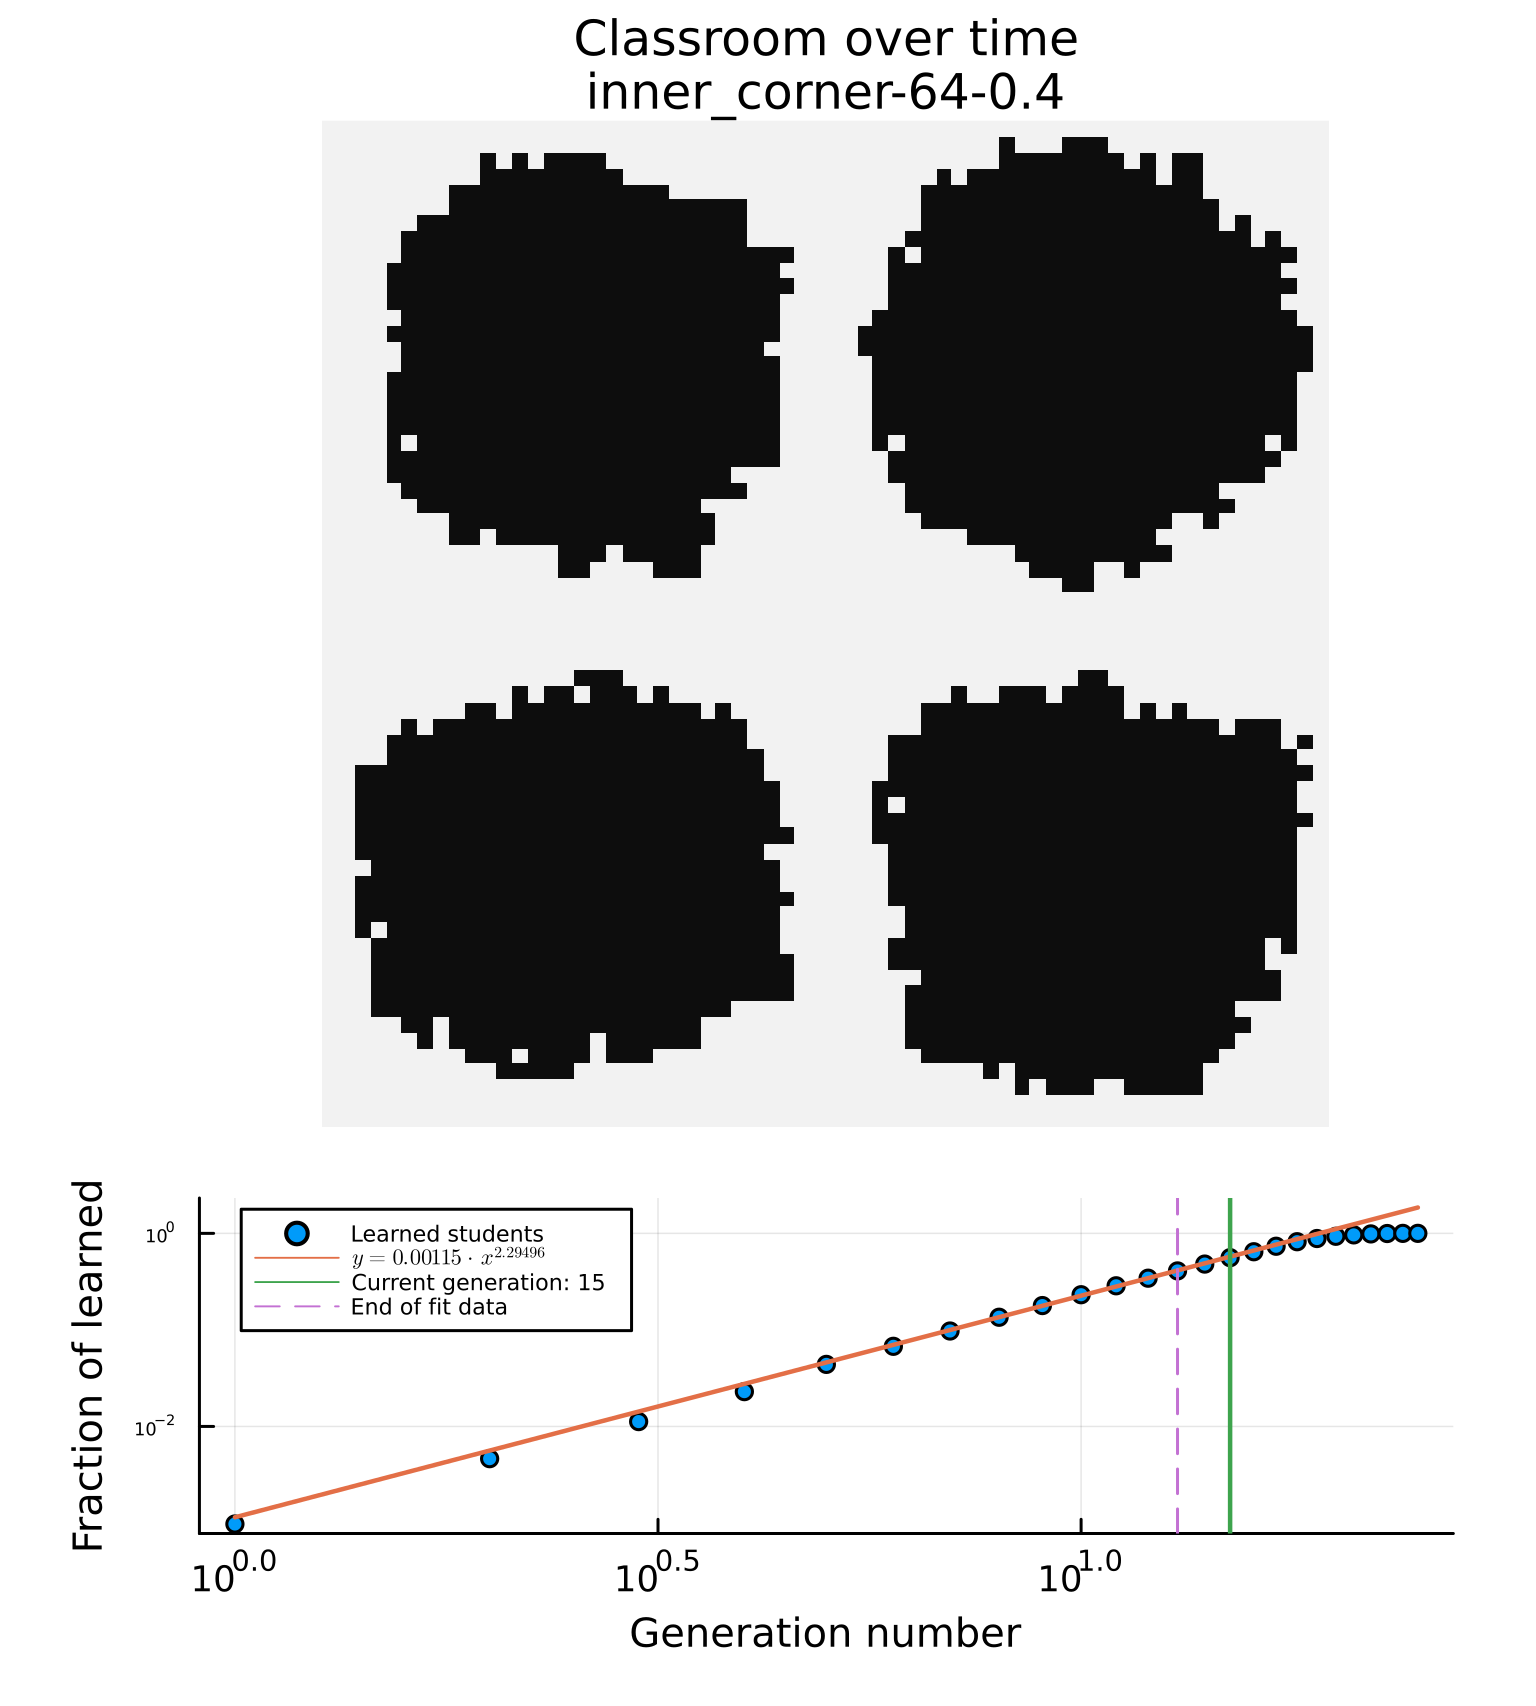 Classroom over time
inner_corner-64-0.4
Fraction of learned
10^0
10^−2
Learned students
y = 0.00115 · x^2.29496
Current generation: 15
End of fit data
10^0.0
10^0.5
10^1.0
Generation number